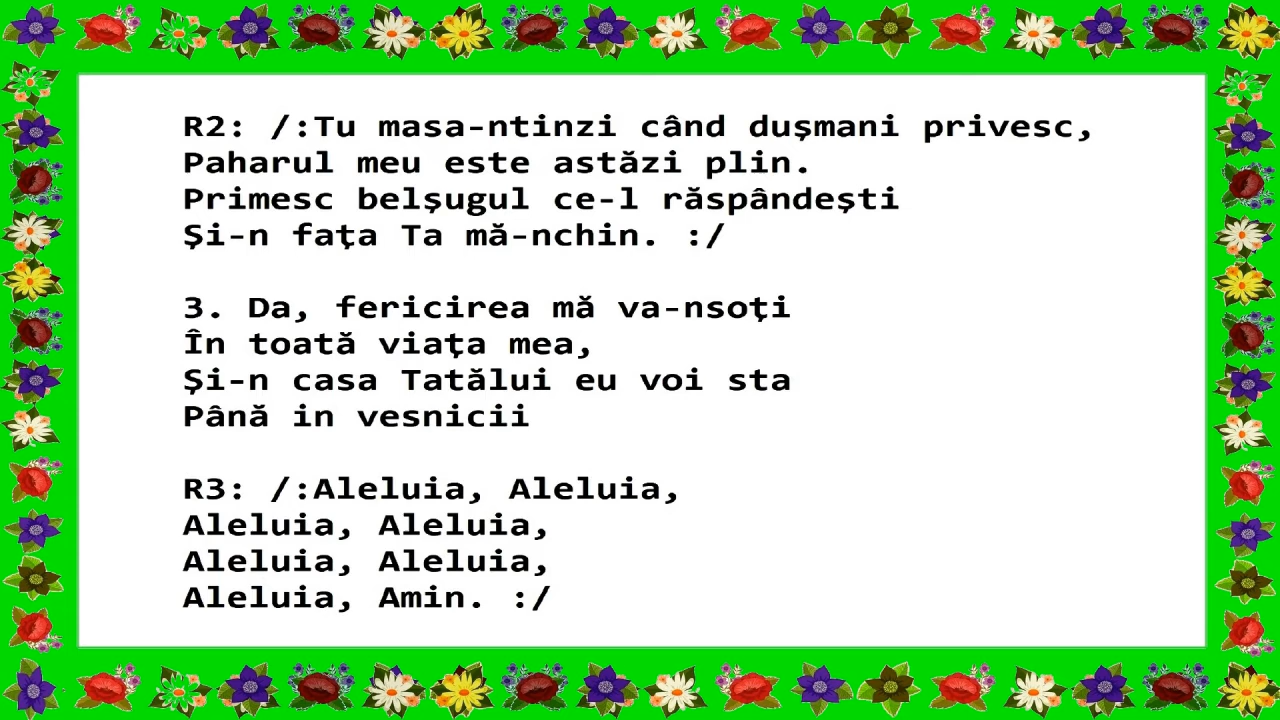 R2: /:Tu masa-ntinzi când duşmani privesc,
Paharul meu este astăzi plin.
Primesc belşugul ce-l răspândeşti
Şi-n faţa Ta mă-nchin. :/
3. Da, fericirea mă va-nsoţi
În toată viaţa mea,
Şi-n casa Tatălui eu voi sta
Până in vesnicii
R3: /:Aleluia, Aleluia,
Aleluia, Aleluia,
Aleluia, Aleluia,
Aleluia, Amin. :/